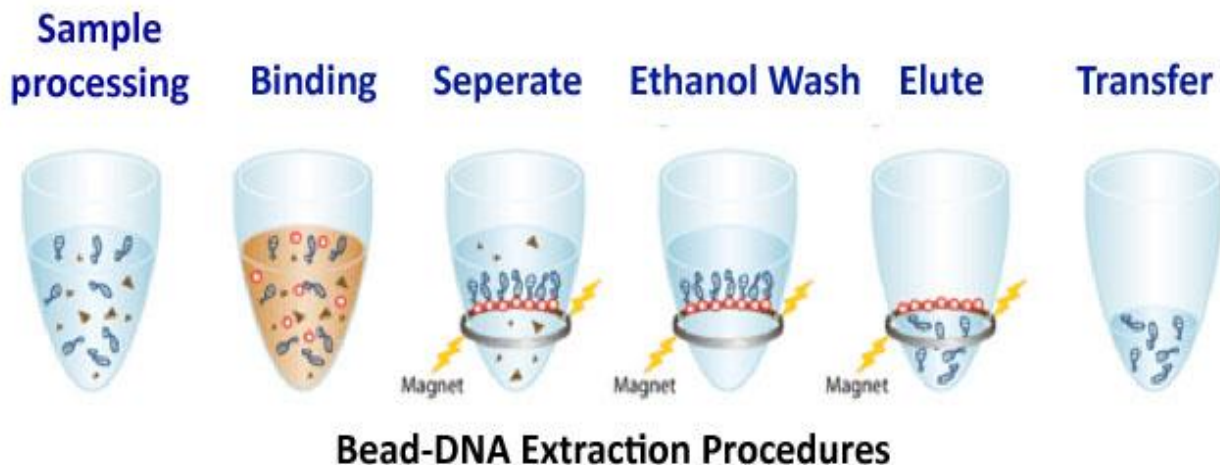 Sample
processing
Binding
Seperate
Ethanol Wash
Elute
Transfer
Magnet
Magnet
Magnet
Bead-DNA Extraction Procedures